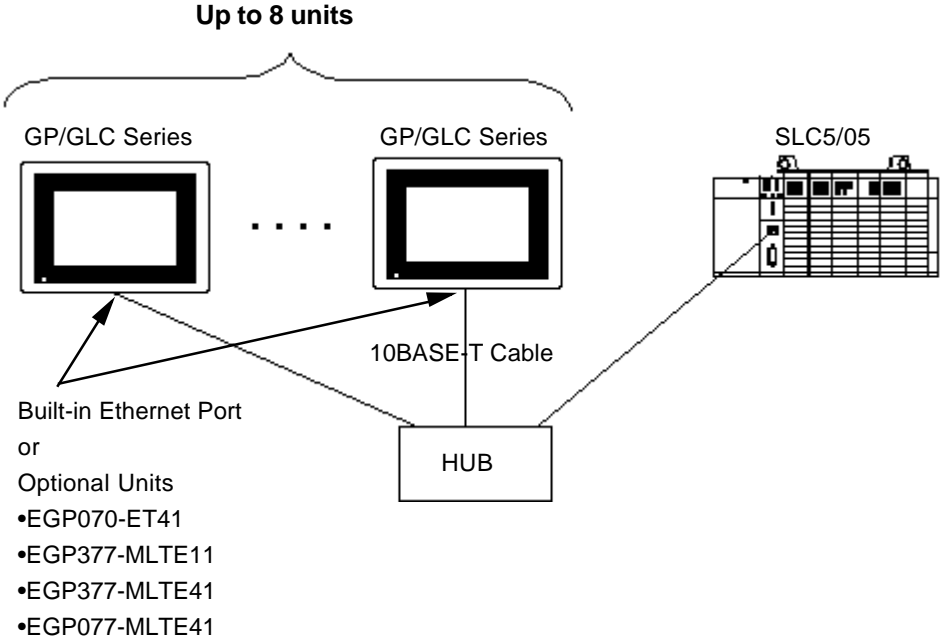 Up to 8 units
GP/GLC Series
GP/GLC Series
SLC5/05
10BASE-T Cable
Built-in Ethernet Port
or
Optional Units
•EGP070-ET41
•EGP377-MLTE11
•EGP377-MLTE41
•EGP077-MLTE41
HUB